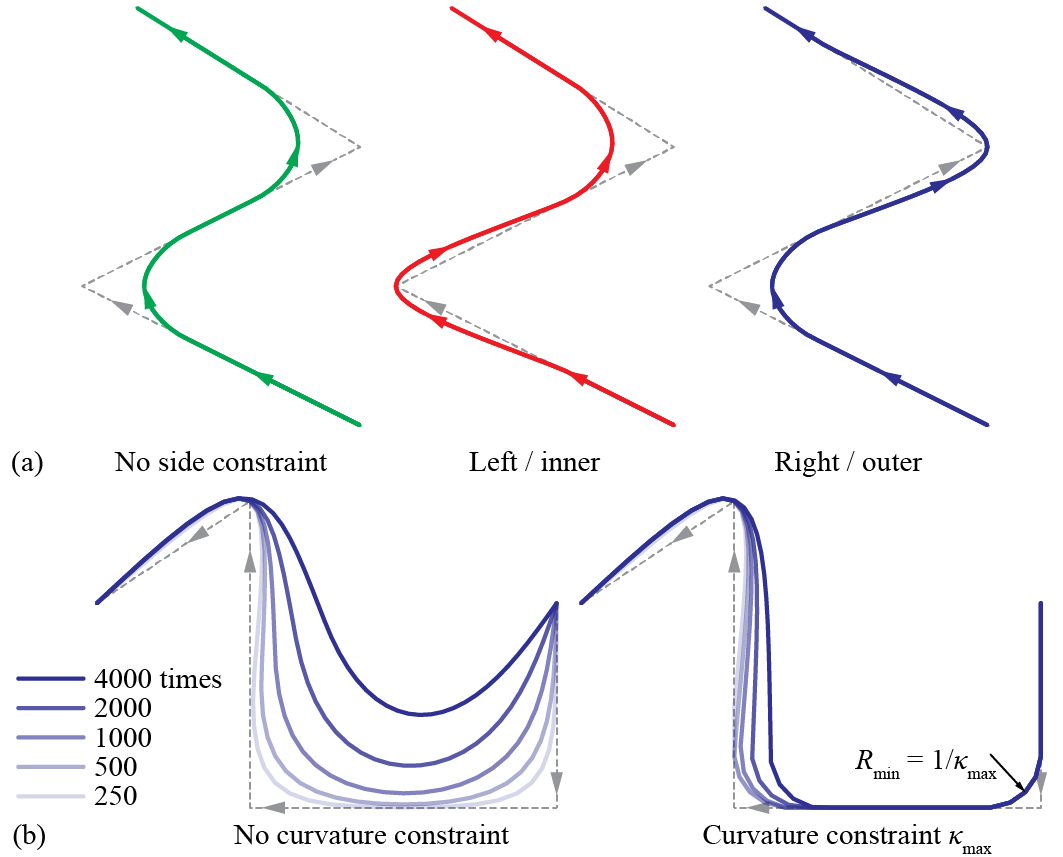 (a) No side constraint Left / inner Right / outer
4000 times
2000
1000
500
250
R_min = 1/κ_max
(b) No curvature constraint Curvature constraint κ_max